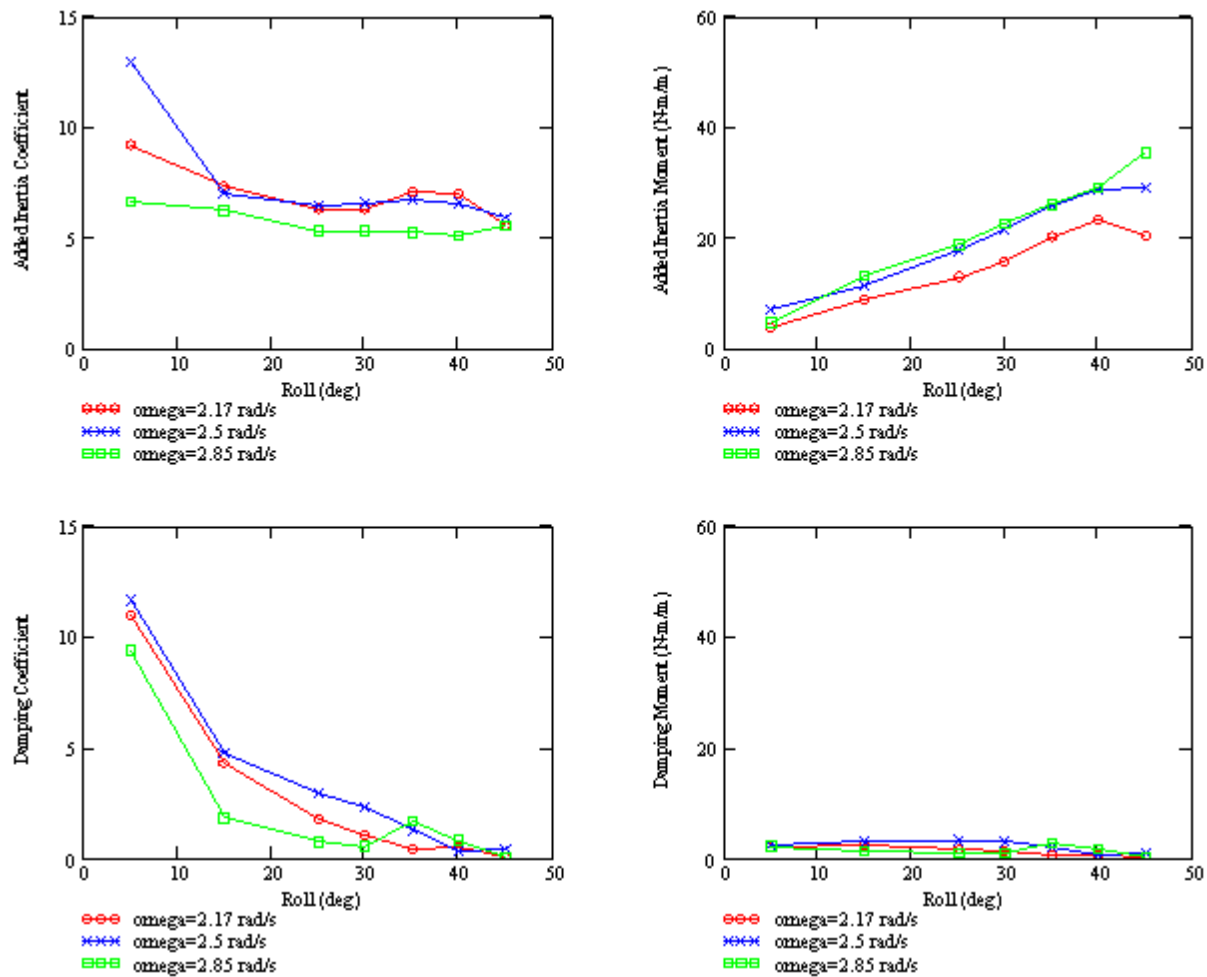 15
10
5
0
Added Inertia Coefficient
0 10 20 30 40 50
Roll (deg)
omega=2.17 rad/s
omega=2.5 rad/s
omega=2.85 rad/s
60
40
20
0
Added Inertia Moment (N-m/m)
0 10 20 30 40 50
Roll (deg)
omega=2.17 rad/s
omega=2.5 rad/s
omega=2.85 rad/s
15
10
5
0
Damping Coefficient
0 10 20 30 40 50
Roll (deg)
omega=2.17 rad/s
omega=2.5 rad/s
omega=2.85 rad/s
60
40
20
0
Damping Moment (N-m/m)
0 10 20 30 40 50
Roll (deg)
omega=2.17 rad/s
omega=2.5 rad/s
omega=2.85 rad/s